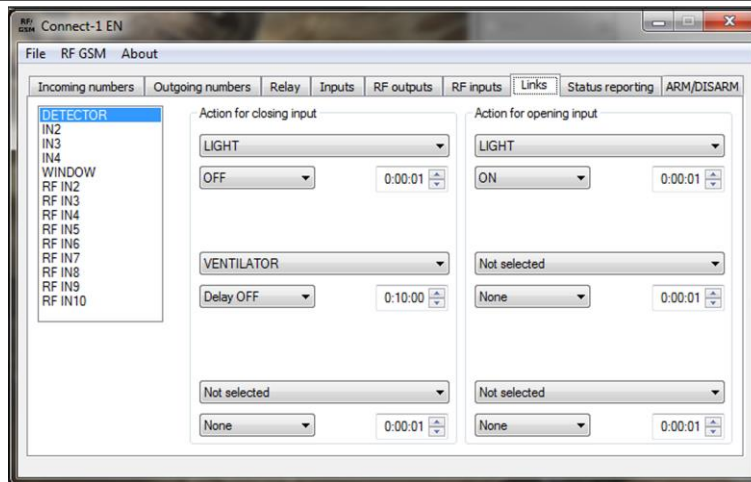 RF/
GSM Connect-1 EN
File RF GSM About
Incoming numbers Outgoing numbers Relay Inputs RF outputs RF inputs Links Status reporting ARM/DISARM
DETECTOR
IN2
IN3
IN4
WINDOW
RF IN2
RF IN3
RF IN4
RF IN5
RF IN6
RF IN7
RF IN8
RF IN9
RF IN10
Action for closing input
LIGHT
OFF 0:00:01
VENTILATOR
Delay OFF 0:10:00
Not selected
None 0:00:01
Action for opening input
LIGHT
ON 0:00:01
Not selected
None 0:00:01
Not selected
None 0:00:01